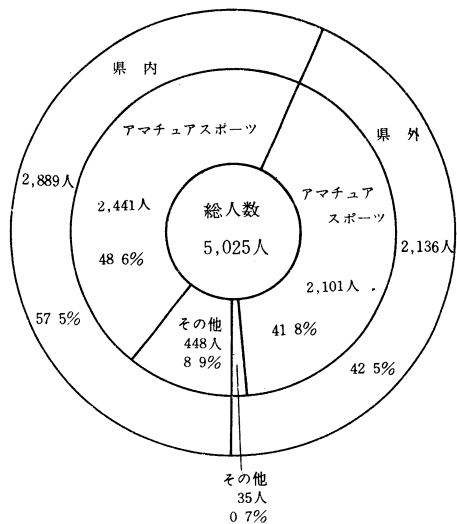 県内
アマチュアスポーツ
2,889人
2,441人
48 6%
57 5%
総人数
5,025人
県外
アマチュア
スポーツ
2,136人
2,101人
41 8%
42 5%
その他
448人
8 9%
その他
35人
0 7%